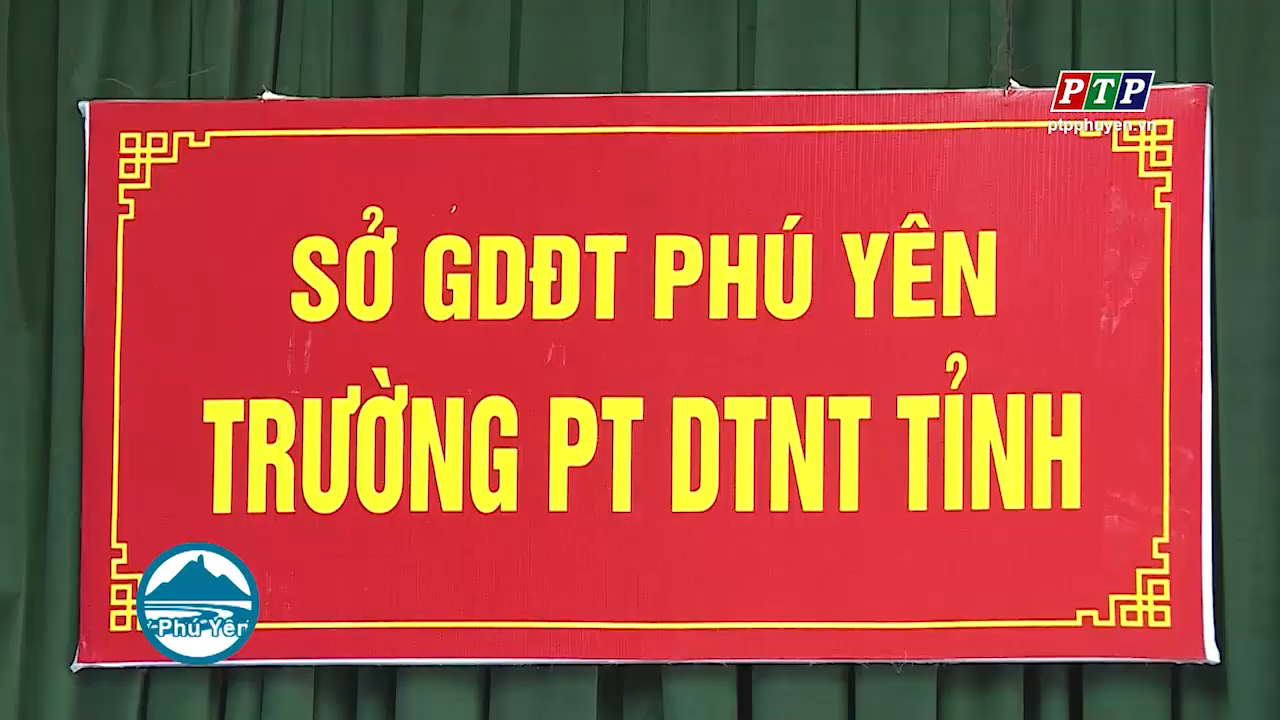 PTP
ptpphuyen.vn
SỞ GDĐT PHÚ YÊN
TRƯỜNG PT DTNT TỈNH
Phú Yên